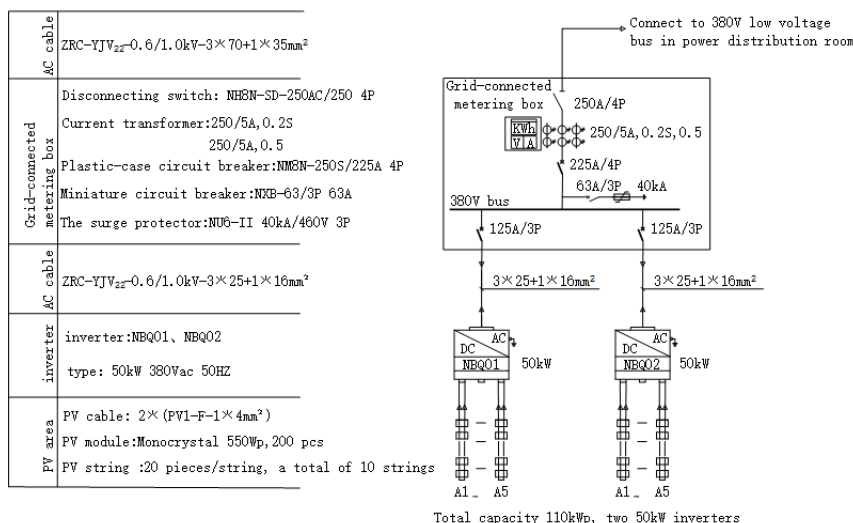 AC cable
ZRC-YJV22-0.6/1.0kV-3×70+1×35mm²
Grid-connected
metering box
Disconnecting switch: NH8N-SD-250AC/250 4P
Current transformer:250/5A,0.2S
250/5A,0.5
Plastic-case circuit breaker:NM8N-250S/225A 4P
Miniature circuit breaker:NXB-63/3P 63A
The surge protector:NU6-II 40kA/460V 3P
AC cable
ZRC-YJV22-0.6/1.0kV-3×25+1×16mm²
inverter
inverter:NBQ01、NBQ02
type: 50kW 380Vac 50HZ
PV area
PV cable: 2×(PV1-F-1×4mm²)
PV module:Monocrystal 550Wp,200 pcs
PV string :20 pieces/string, a total of 10 strings
Connect to 380V low voltage
bus in power distribution room
Grid-connected
metering box
250A/4P
KWh
V A
250/5A,0.2S,0.5
225A/4P
63A/3P 40kA
380V bus
125A/3P 125A/3P
3×25+1×16mm² 3×25+1×16mm²
AC AC
DC DC
NBQ01 50kW NBQ02 50kW
A1 A5 A1 A5
Total capacity 110kWp, two 50kW inverters